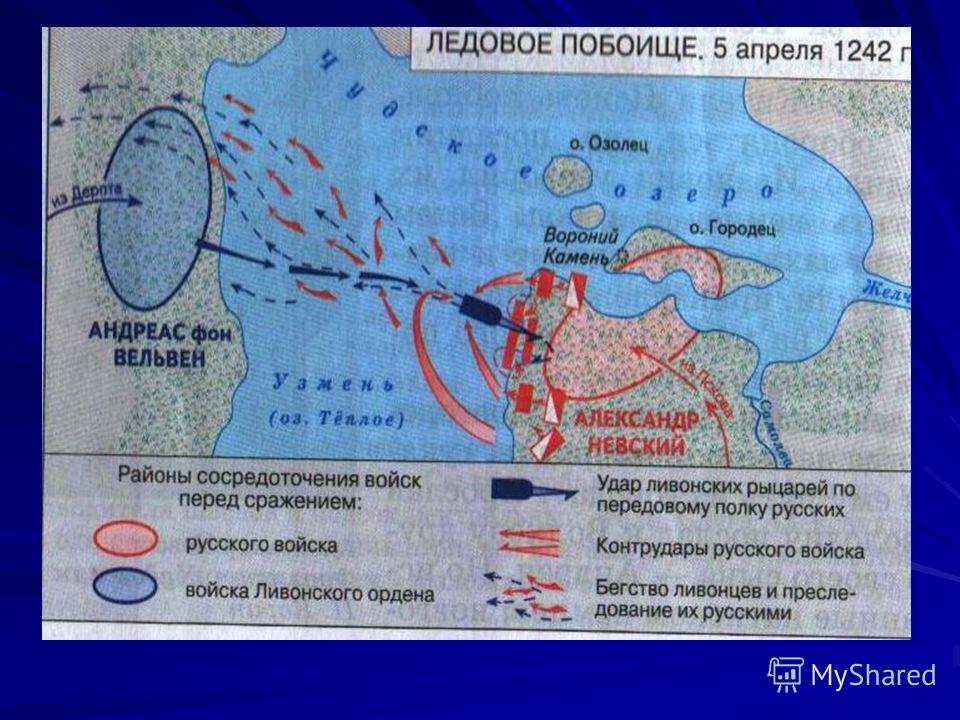 ЛЕДОВОЕ ПОБОИЩЕ. 5 апреля 1242 г
Чудское озеро
о. Озолец
из Дерпта
о. Городец
Вороний
Камень
Желч
АНДРЕАС фон
ВЕЛЬВЕН
Узмень
(оз. Тёплое)
из Пскова
Самолва
АЛЕКСАНДР
НЕВСКИЙ
Районы сосредоточения войск
перед сражением:
русского войска
войска Ливонского ордена
Удар ливонских рыцарей по
передовому полку русских
Контрудары русского войска
Бегство ливонцев и пресле-
дование их русскими
MyShared